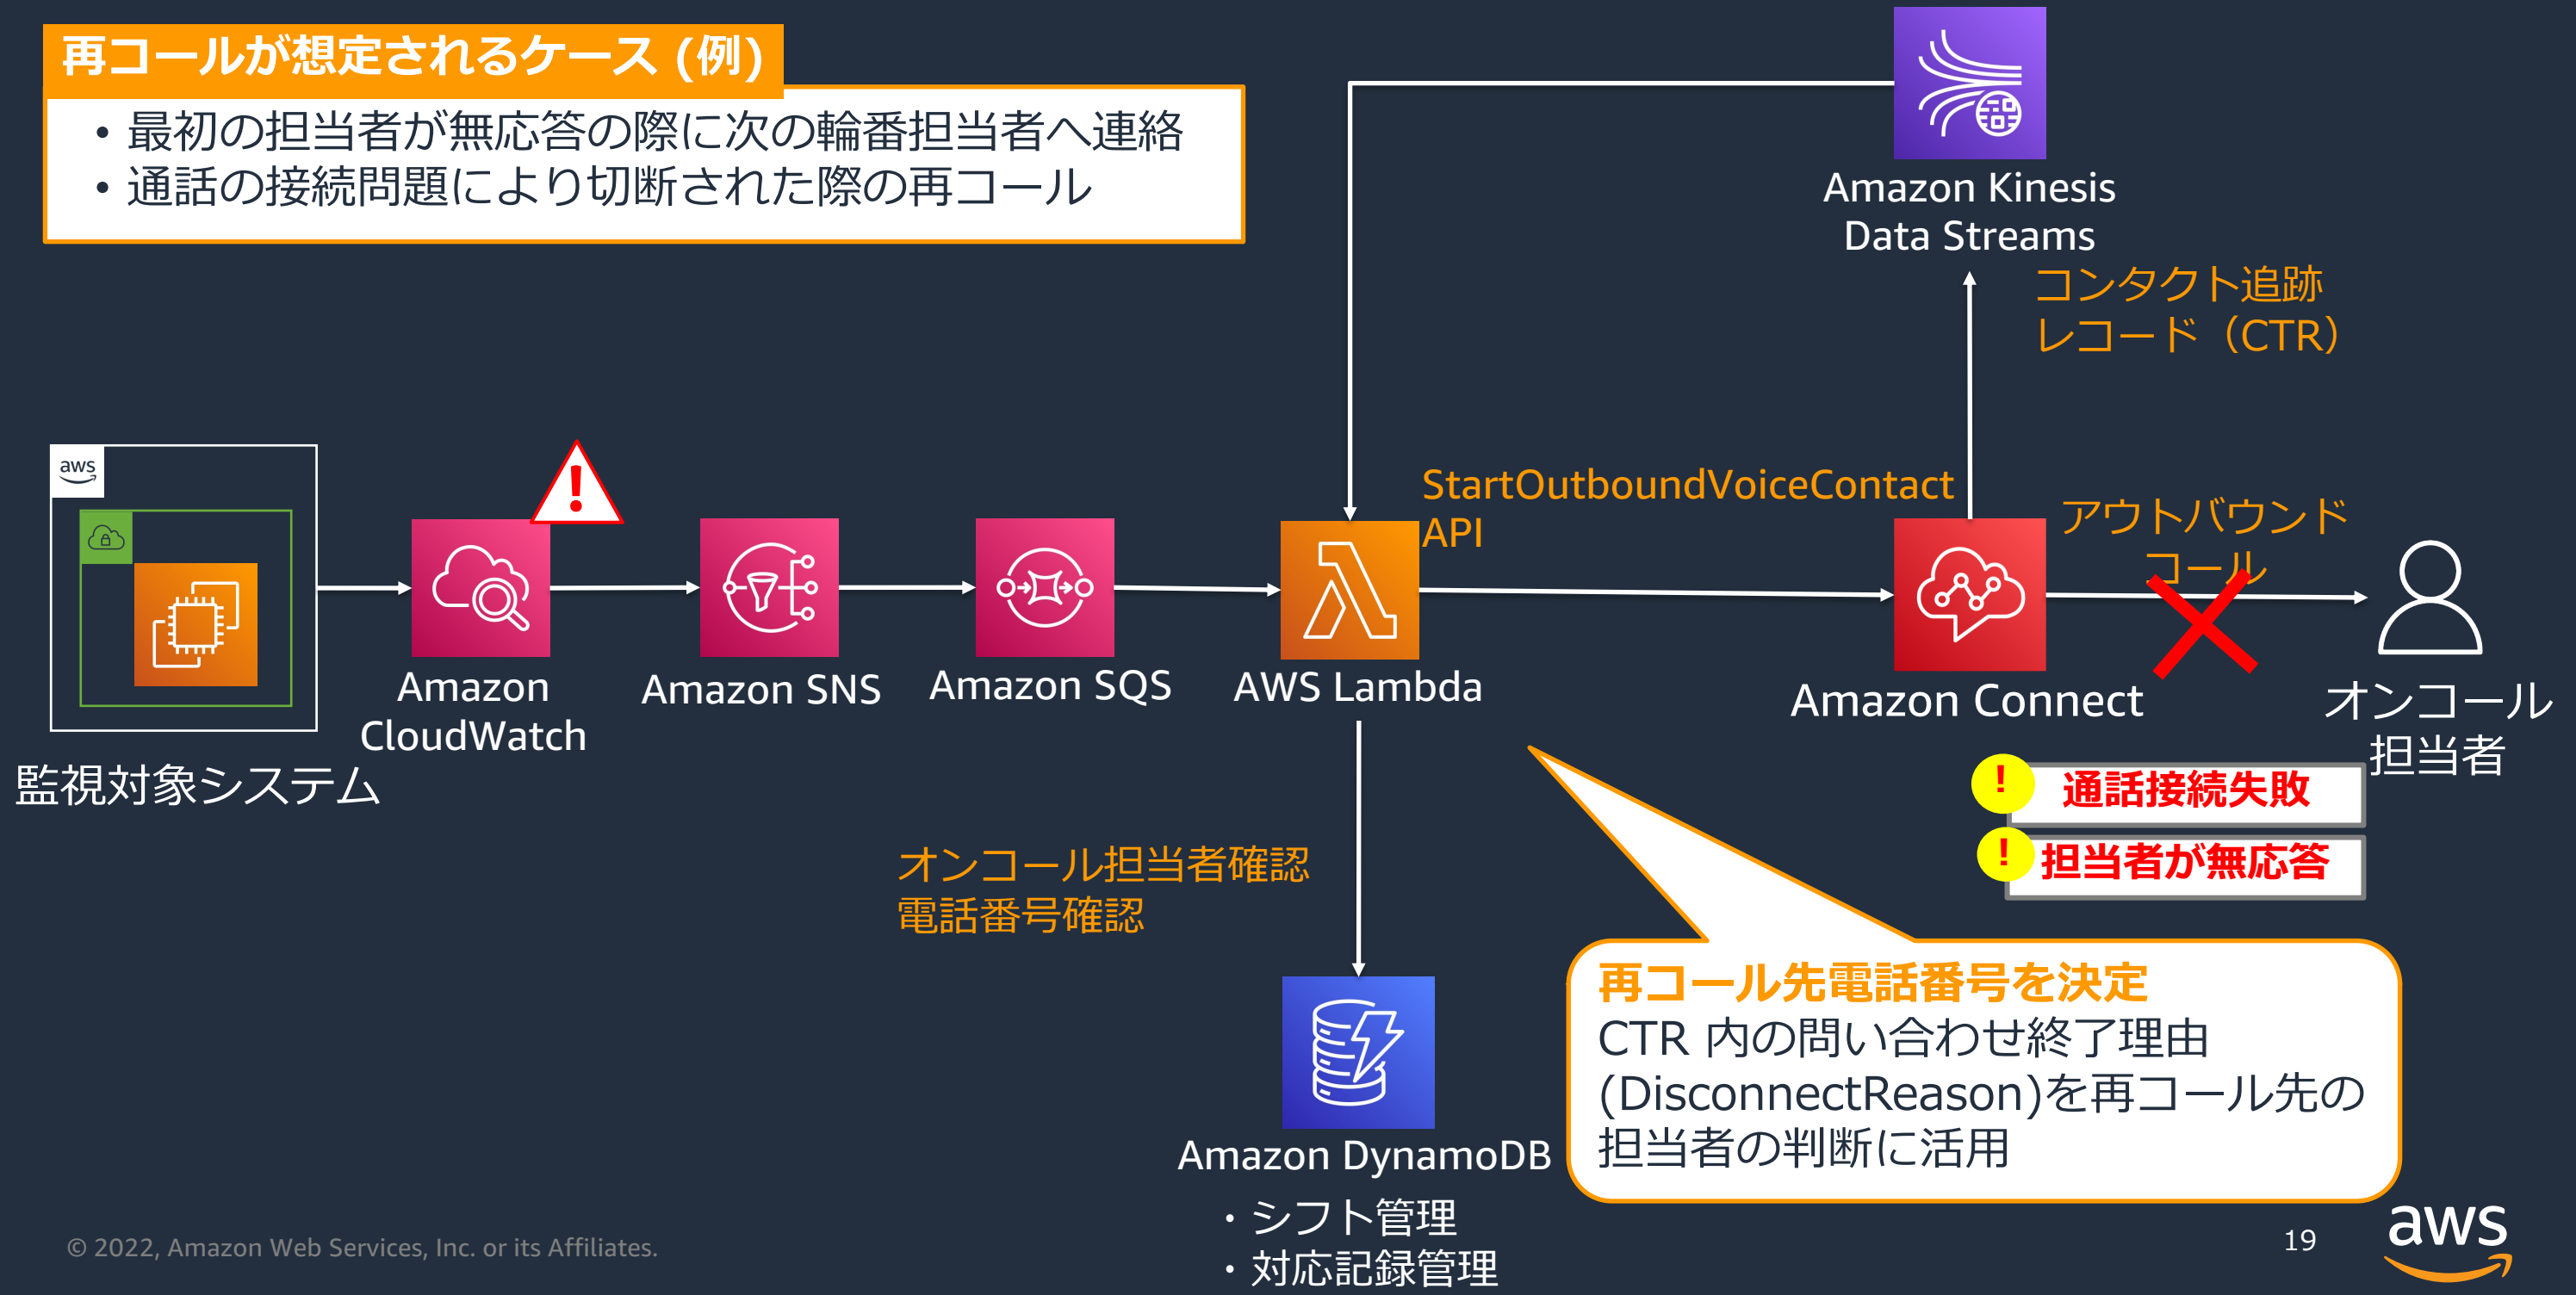 再コールが想定されるケース (例)
• 最初の担当者が無応答の際に次の輪番担当者へ連絡
• 通話の接続問題により切断された際の再コール
Amazon Kinesis
Data Streams
コンタクト追跡
レコード（CTR）
aws
!
StartOutboundVoiceContact
API
アウトバウンド
コール
Amazon
CloudWatch
Amazon SNS
Amazon SQS
AWS Lambda
Amazon Connect
オンコール
担当者
監視対象システム
! 通話接続失敗
! 担当者が無応答
オンコール担当者確認
電話番号確認
再コール先電話番号を決定
CTR 内の問い合わせ終了理由
(DisconnectReason)を再コール先の
担当者の判断に活用
Amazon DynamoDB
・シフト管理
・対応記録管理
© 2022, Amazon Web Services, Inc. or its Affiliates.
19
aws